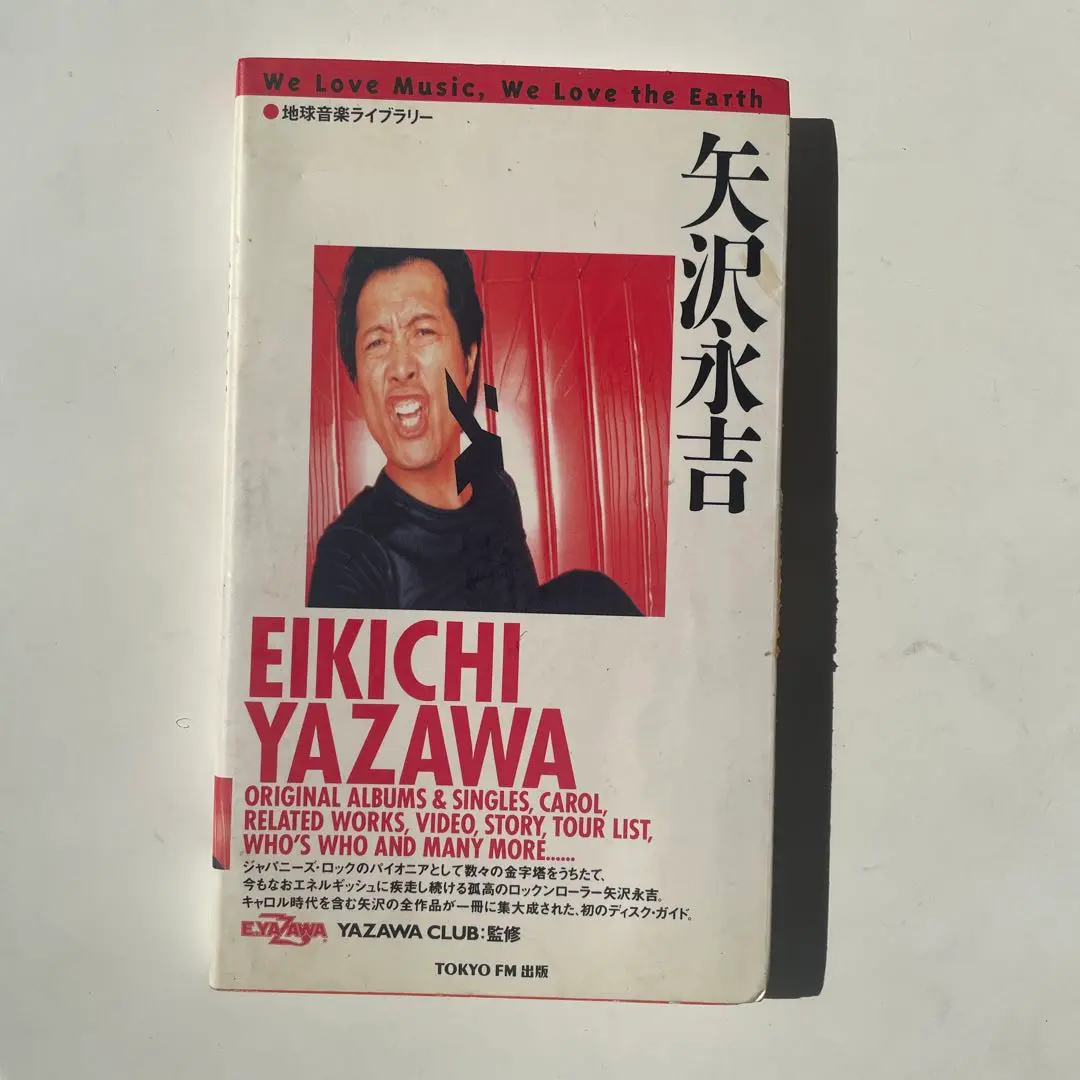 We Love Music, We Love the Earth
●地球音楽ライブラリー
矢沢永吉
EIKICHI
YAZAWA
ORIGINAL ALBUMS & SINGLES, CAROL,
RELATED WORKS, VIDEO, STORY, TOUR LIST,
WHO'S WHO AND MANY MORE......
ジャパニーズ・ロックのパイオニアとして数々の金字塔をうちたて、
今もなおエネルギッシュに疾走し続ける孤高のロックンローラー矢沢永吉。
キャロル時代を含む矢沢の全作品が一冊に集大成された、初のディスク・ガイド。
E.YAZAWA® YAZAWA CLUB:監修
TOKYO FM 出版